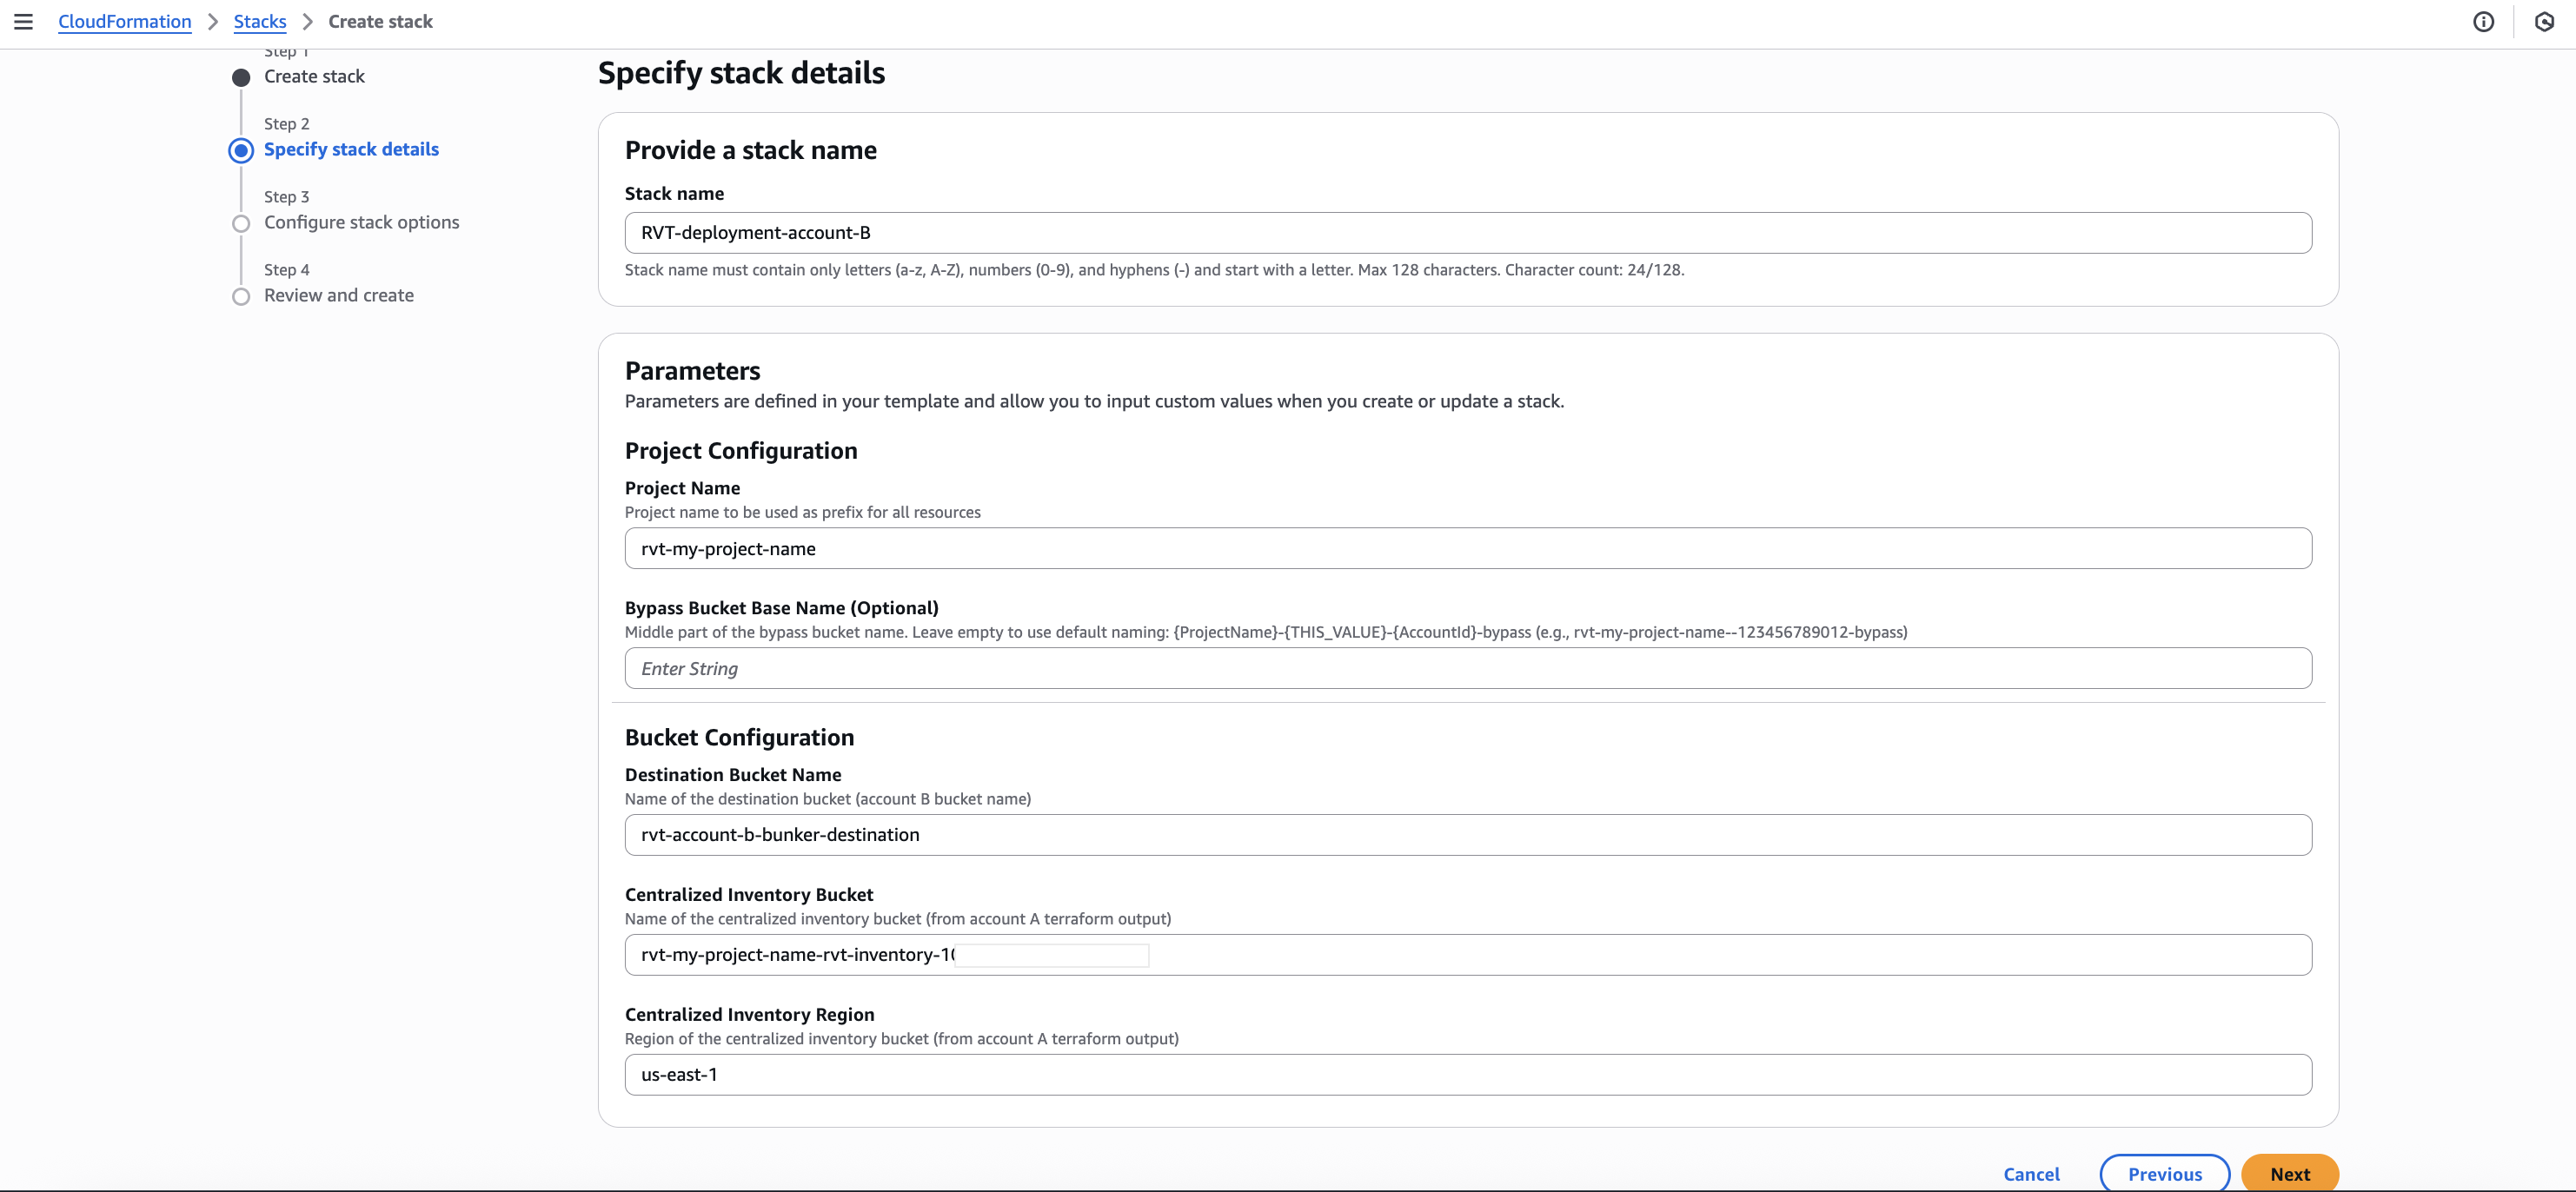 CloudFormation > Stacks > Create stack
Step 1
Create stack
Step 2
Specify stack details
Step 3
Configure stack options
Step 4
Review and create
Specify stack details
Provide a stack name
Stack name
RVT-deployment-account-B
Stack name must contain only letters (a-z, A-Z), numbers (0-9), and hyphens (-) and start with a letter. Max 128 characters. Character count: 24/128.
Parameters
Parameters are defined in your template and allow you to input custom values when you create or update a stack.
Project Configuration
Project Name
Project name to be used as prefix for all resources
rvt-my-project-name
Bypass Bucket Base Name (Optional)
Middle part of the bypass bucket name. Leave empty to use default naming: {ProjectName}-{THIS_VALUE}-{AccountId}-bypass (e.g., rvt-my-project-name--123456789012-bypass)
Enter String
Bucket Configuration
Destination Bucket Name
Name of the destination bucket (account B bucket name)
rvt-account-b-bunker-destination
Centralized Inventory Bucket
Name of the centralized inventory bucket (from account A terraform output)
rvt-my-project-name-rvt-inventory-1
Centralized Inventory Region
Region of the centralized inventory bucket (from account A terraform output)
us-east-1
Cancel
Previous
Next